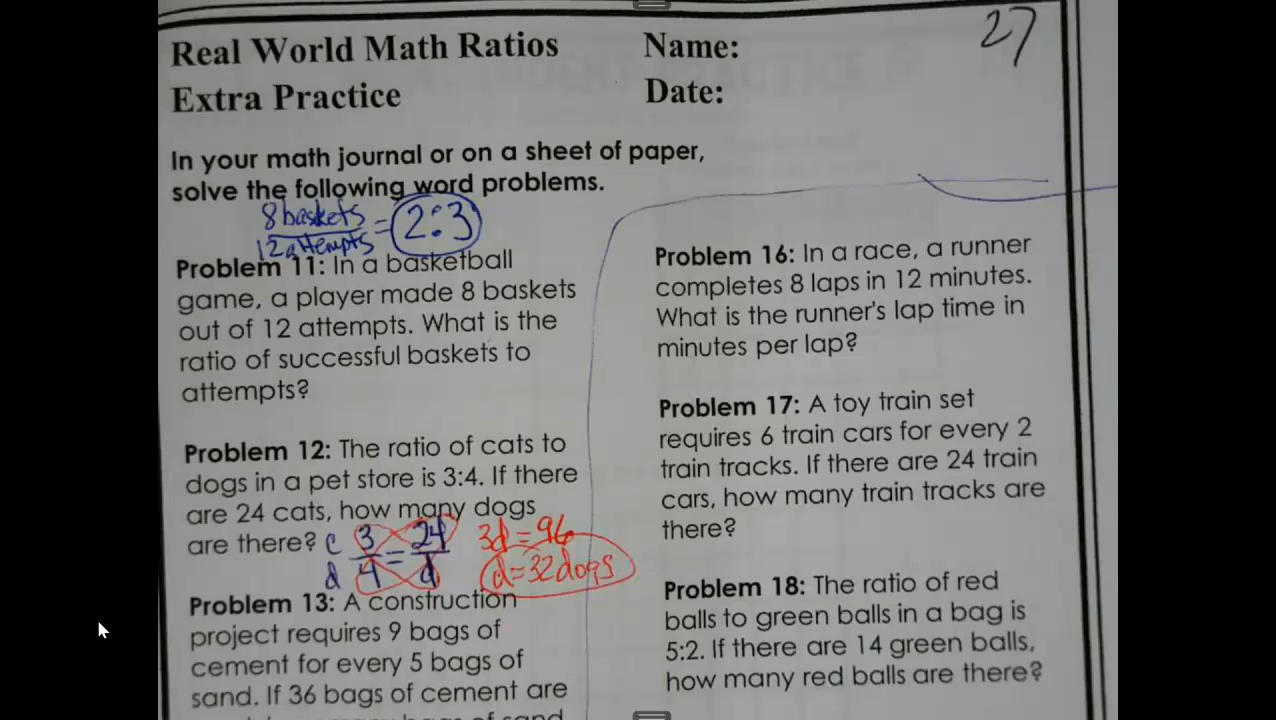 Real World Math Ratios
Extra Practice
Name:
Date:
27
In your math journal or on a sheet of paper,
solve the following word problems.
8 baskets
12 attempts = 2:3
Problem 11: In a basketball
game, a player made 8 baskets
out of 12 attempts. What is the
ratio of successful baskets to
attempts?
Problem 12: The ratio of cats to
dogs in a pet store is 3:4. If there
are 24 cats, how many dogs
are there?
c 3 = 24
d 4 d
3d = 96
d = 32 dogs
Problem 13: A construction
project requires 9 bags of
cement for every 5 bags of
sand. If 36 bags of cement are
Problem 16: In a race, a runner
completes 8 laps in 12 minutes.
What is the runner's lap time in
minutes per lap?
Problem 17: A toy train set
requires 6 train cars for every 2
train tracks. If there are 24 train
cars, how many train tracks are
there?
Problem 18: The ratio of red
balls to green balls in a bag is
5:2. If there are 14 green balls,
how many red balls are there?